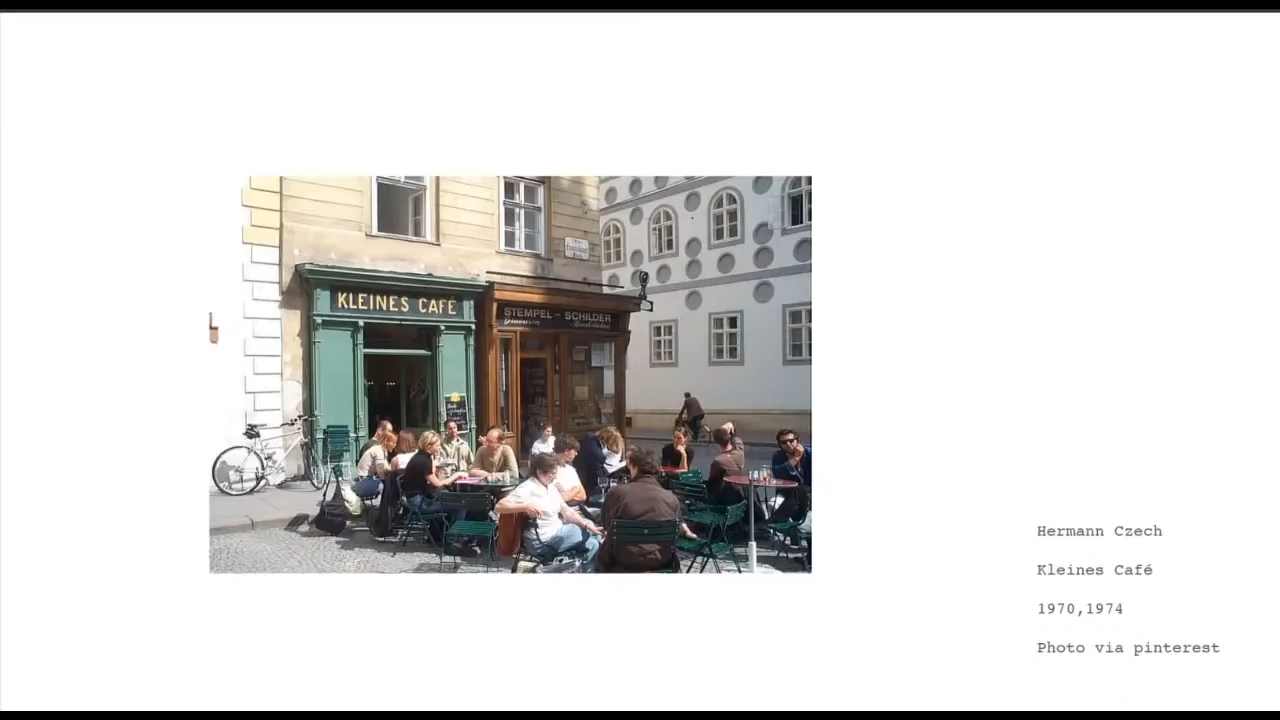 KLEINES CAFÉ
STEMPEL – SCHILDER
Hermann Czech
Kleines Café
1970,1974
Photo via pinterest